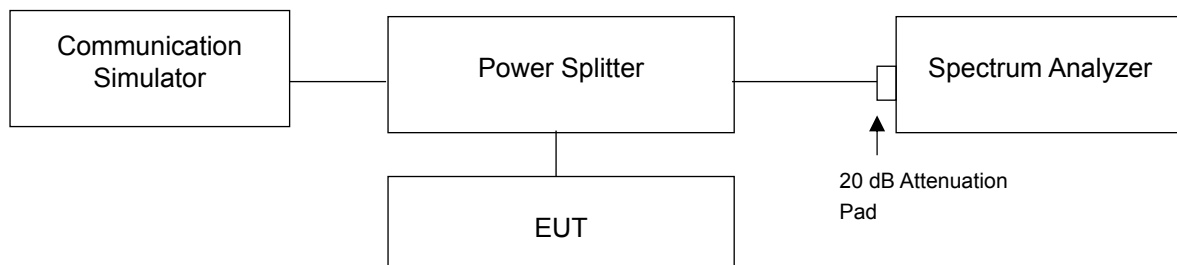 Communication
Simulator
Power Splitter
Spectrum Analyzer
20 dB Attenuation
Pad
EUT